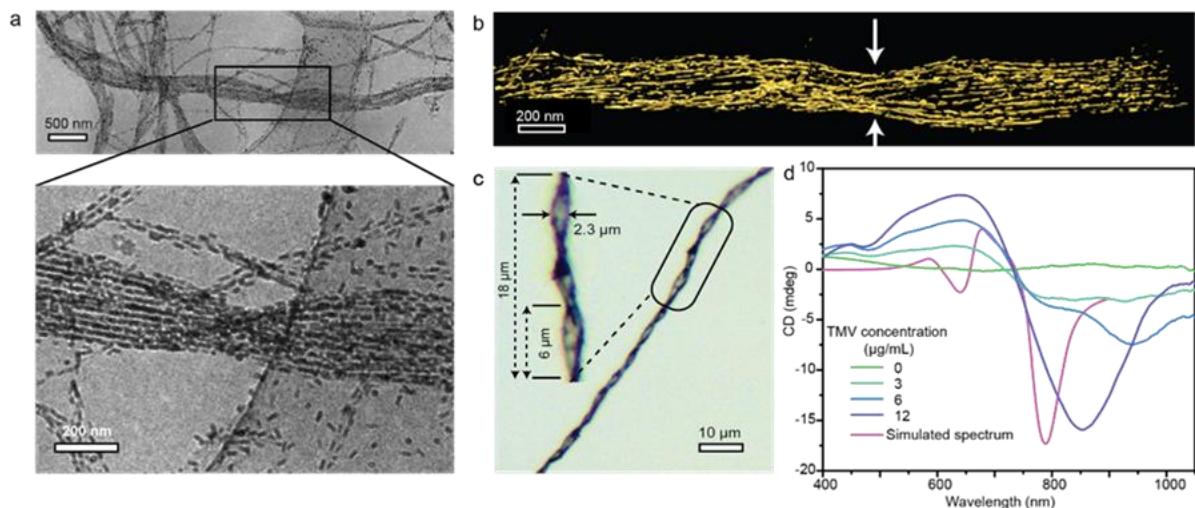 a
500 nm
200 nm
b
200 nm
c
18 µm
2.3 µm
6 µm
10 µm
d
10
5
0
-5
-10
-15
-20
CD (mdeg)
TMV concentration
(µg/mL)
0
3
6
12
Simulated spectrum
400 600 800 1000
Wavelength (nm)